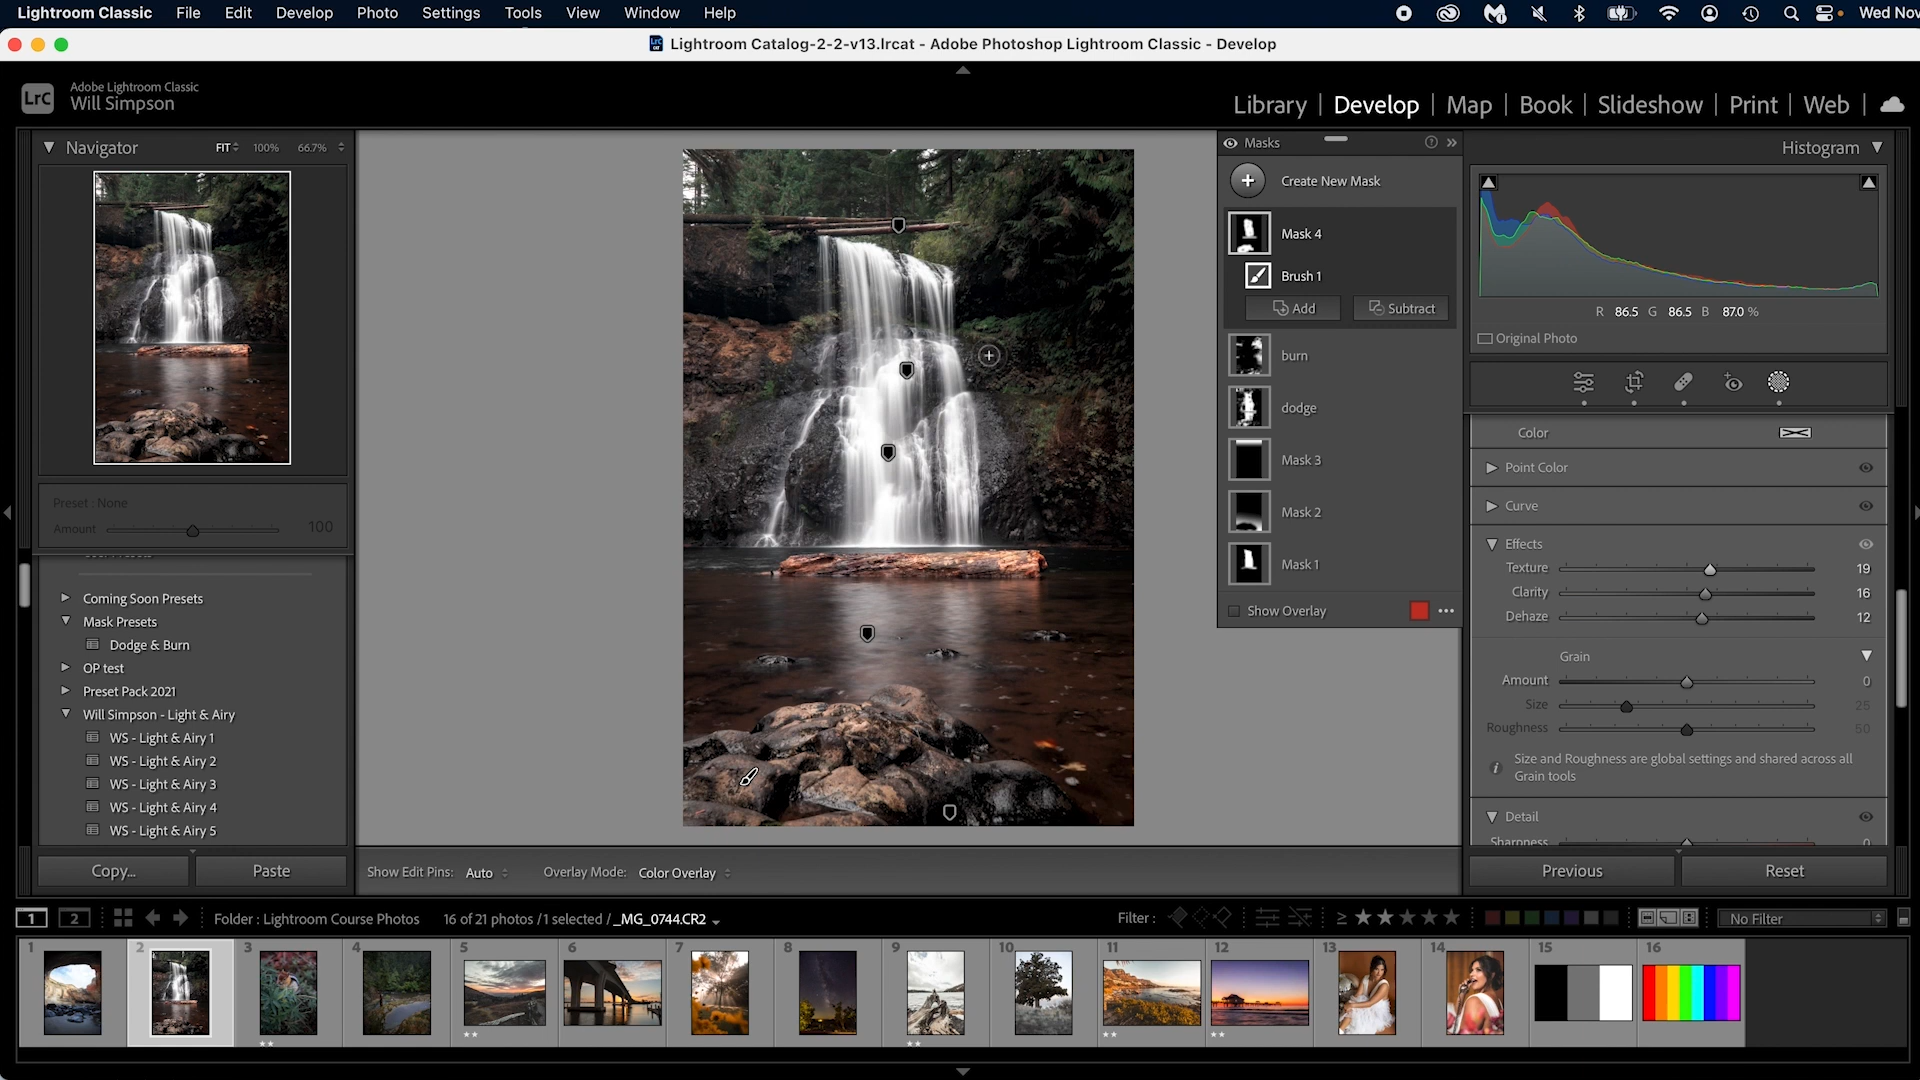 Lightroom Classic File Edit Develop Photo Settings Tools View Window Help Wed Nov
Lightroom Catalog-2-2-v13.lrcat - Adobe Photoshop Lightroom Classic - Develop
LrC
Adobe Lightroom Classic
Will Simpson
Library | Develop | Map | Book | Slideshow | Print | Web |
Navigator FIT 100% 66.7%
Preset : None
Amount 100
Coming Soon Presets
Mask Presets
Dodge & Burn
OP test
Preset Pack 2021
Will Simpson - Light & Airy
WS - Light & Airy 1
WS - Light & Airy 2
WS - Light & Airy 3
WS - Light & Airy 4
WS - Light & Airy 5
Copy... Paste
Masks
Create New Mask
Mask 4
Brush 1
Add Subtract
burn
dodge
Mask 3
Mask 2
Mask 1
Show Overlay
Histogram
R 86.5 G 86.5 B 87.0 %
Original Photo
Color
Point Color
Curve
Effects
Texture 19
Clarity 16
Dehaze 12
Grain
Amount 0
Size 25
Roughness 50
Size and Roughness are global settings and shared across all
Grain tools
Detail
Sharpness 0
Previous Reset
Show Edit Pins: Auto Overlay Mode: Color Overlay
1 2 Folder : Lightroom Course Photos 16 of 21 photos / 1 selected / _MG_0744.CR2 Filter : ≥ No Filter
1 2 3 4 5 6 7 8 9 10 11 12 13 14 15 16